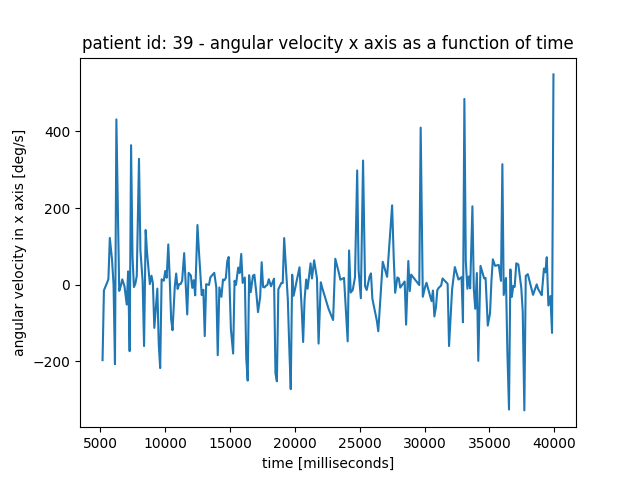 patient id: 39 - angular velocity x axis as a function of time
angular velocity in x axis [deg/s]
400
200
0
−200
5000 10000 15000 20000 25000 30000 35000 40000
time [milliseconds]